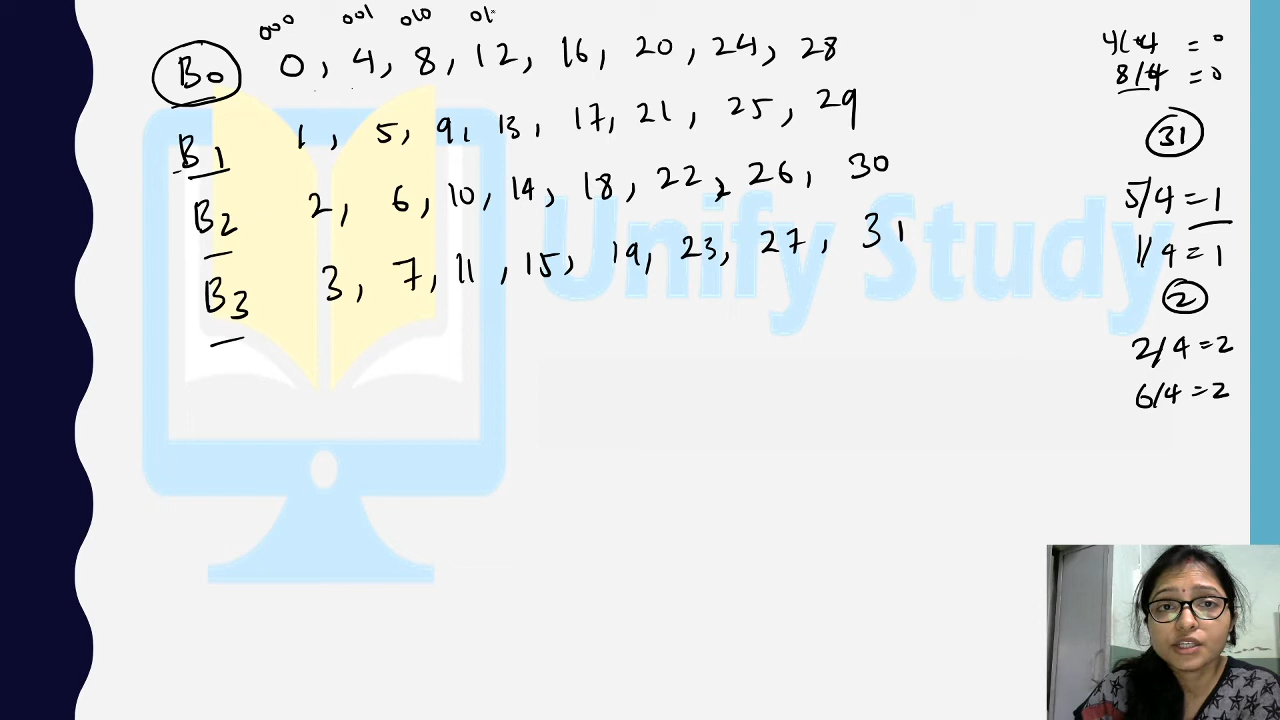 000 001 010 01
B0 0, 4, 8, 12, 16, 20, 24, 28
B1 1, 5, 9, 13, 17, 21, 25, 29
B2 2, 6, 10, 14, 18, 22, 26, 30
B3 3, 7, 11, 15, 19, 23, 27, 31
4/4 = 0
8/4 = 0
31
5/4 = 1
1/4 = 1
2
2/4 = 2
6/4 = 2
Unify Study